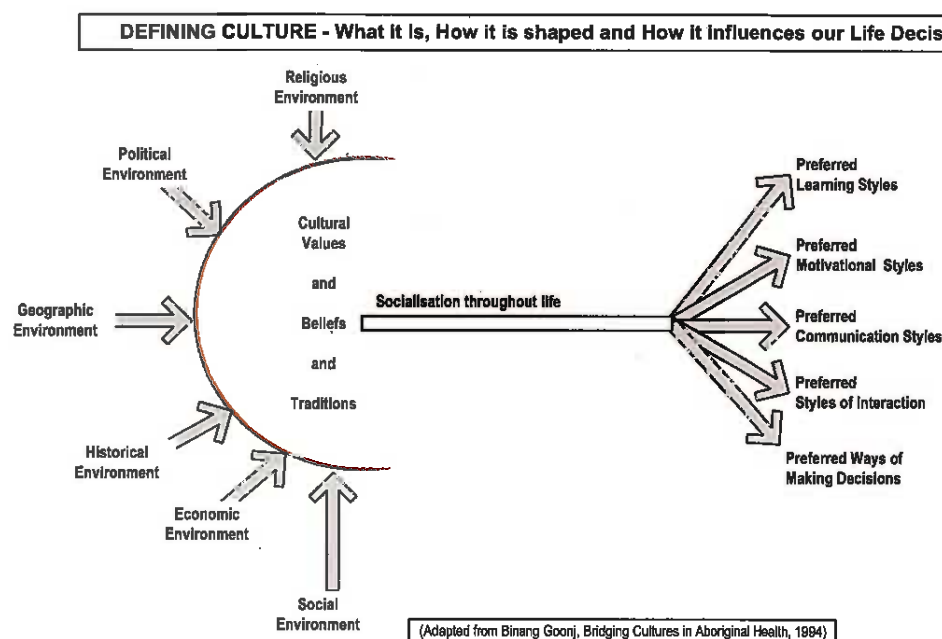 DEFINING CULTURE - What it is, How it is shaped and How it influences our Life Decis
Religious
Environment
Political
Environment
Geographic
Environment
Historical
Environment
Economic
Environment
Social
Environment
Cultural
Values
and
Beliefs
and
Traditions
Socialisation throughout life
Preferred
Learning Styles
Preferred
Motivational Styles
Preferred
Communication Styles
Preferred
Styles of Interaction
Preferred Ways of
Making Decisions
(Adapted from Binang Goonj, Bridging Cultures in Aboriginal Health, 1994)